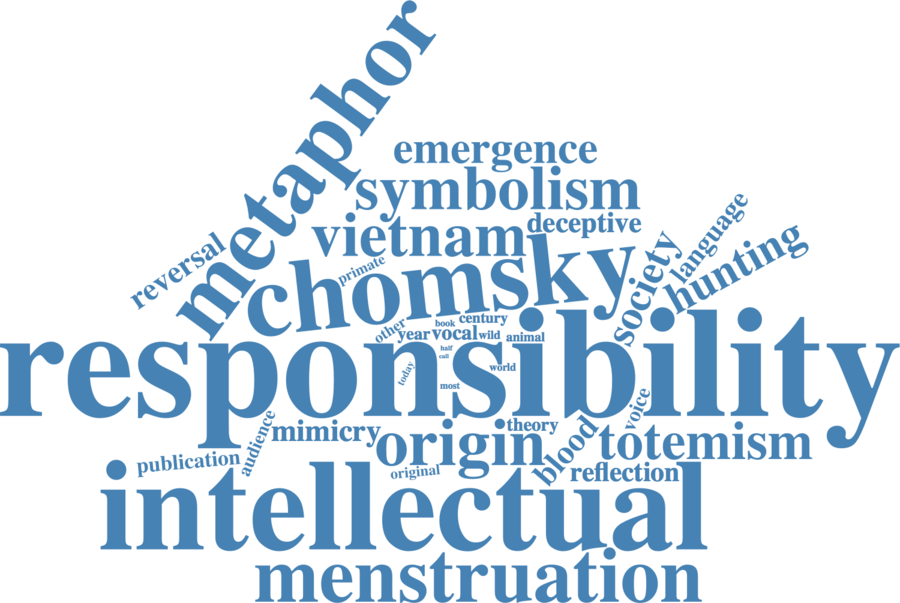 metaphor
emergence
symbolism
deceptive
vietnam
reversal
primate
chomsky
society
language
hunting
other
book
century
year
vocal
wild
animal
half
call
today
world
most
responsibility
audience
mimicry
publication
origin
original
theory
blood
voice
totemism
reflection
intellectual
menstruation